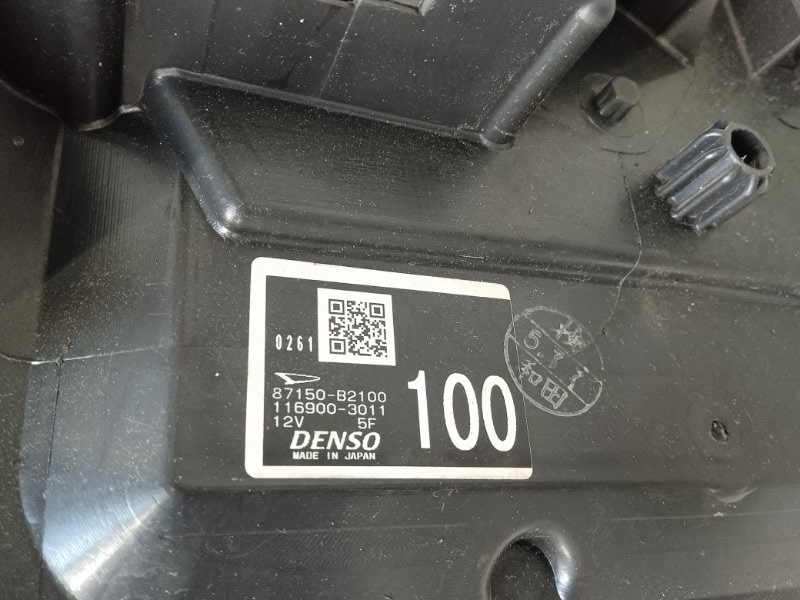 0261
87150-B2100
116900-3011
12V 5F
DENSO
MADE IN JAPAN
100
5.7.1
和田